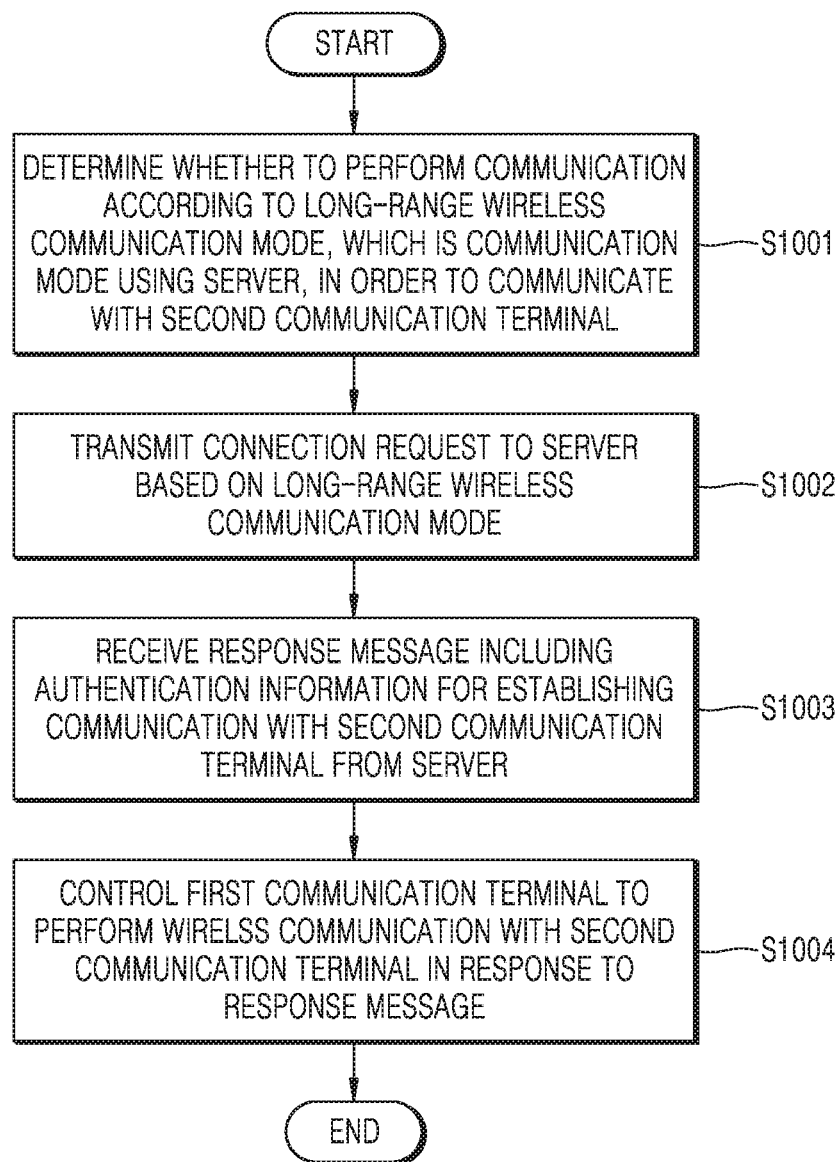 START
DETERMINE WHETHER TO PERFORM COMMUNICATION
ACCORDING TO LONG-RANGE WIRELESS
COMMUNICATION MODE, WHICH IS COMMUNICATION
MODE USING SERVER, IN ORDER TO COMMUNICATE
WITH SECOND COMMUNICATION TERMINAL
S1001
TRANSMIT CONNECTION REQUEST TO SERVER
BASED ON LONG-RANGE WIRELESS
COMMUNICATION MODE
S1002
RECEIVE RESPONSE MESSAGE INCLUDING
AUTHENTICATION INFORMATION FOR ESTABLISHING
COMMUNICATION WITH SECOND COMMUNICATION
TERMINAL FROM SERVER
S1003
CONTROL FIRST COMMUNICATION TERMINAL TO
PERFORM WIRELSS COMMUNICATION WITH SECOND
COMMUNICATION TERMINAL IN RESPONSE TO
RESPONSE MESSAGE
S1004
END